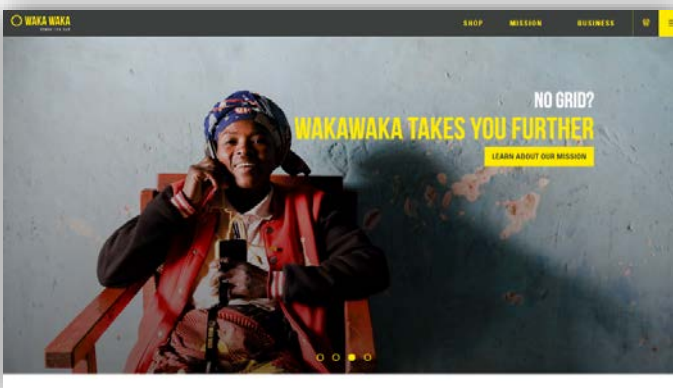 WAKA WAKA
SHOP
MISSION
BUSINESS
NO GRID?
WAKAWAKA TAKES YOU FURTHER
LEARN ABOUT OUR MISSION